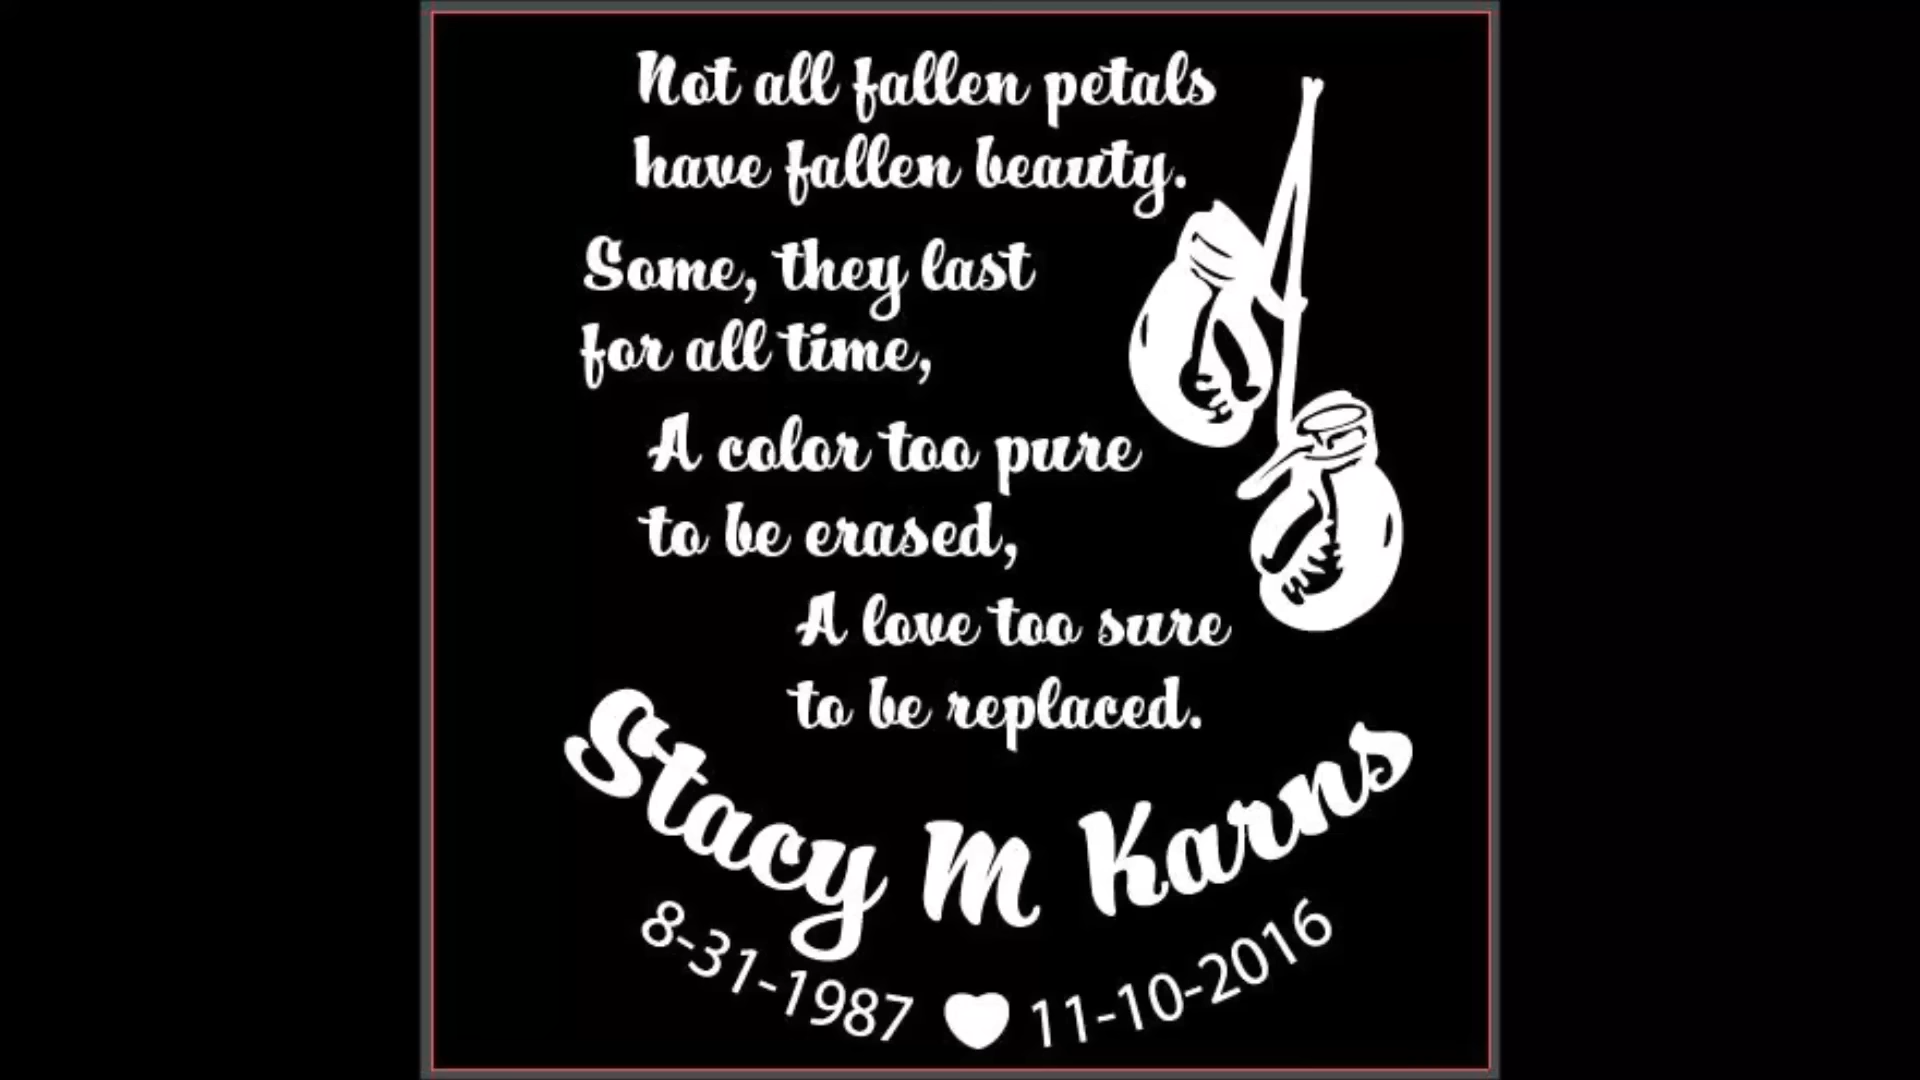 Not all fallen petals
have fallen beauty.
Some, they last
for all time,
A color too pure
to be erased,
A love too sure
to be replaced.
Stacy M Karns
8-31-1987 11-10-2016